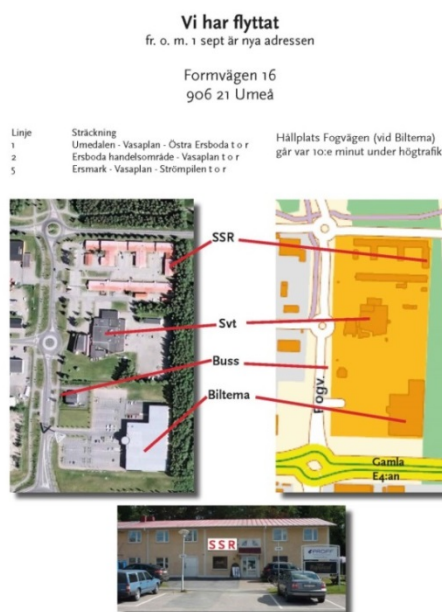 Vi har flyttat
fr. o. m. 1 sept är nya adressen
Formvägen 16
906 21 Umeå
Linje Sträckning
1 Umedalen - Vasaplan - Östra Ersboda t o r
2 Ersboda handelsområde - Vasaplan t o r
5 Ersmark - Vasaplan - Strömpilen t o r
Hållplats Fogvägen (vid Biltema)
går var 10:e minut under högtrafik
SSR
Svt
Buss
Biltema
Frogv.
Gamla
E4:an
SSR
PROFF